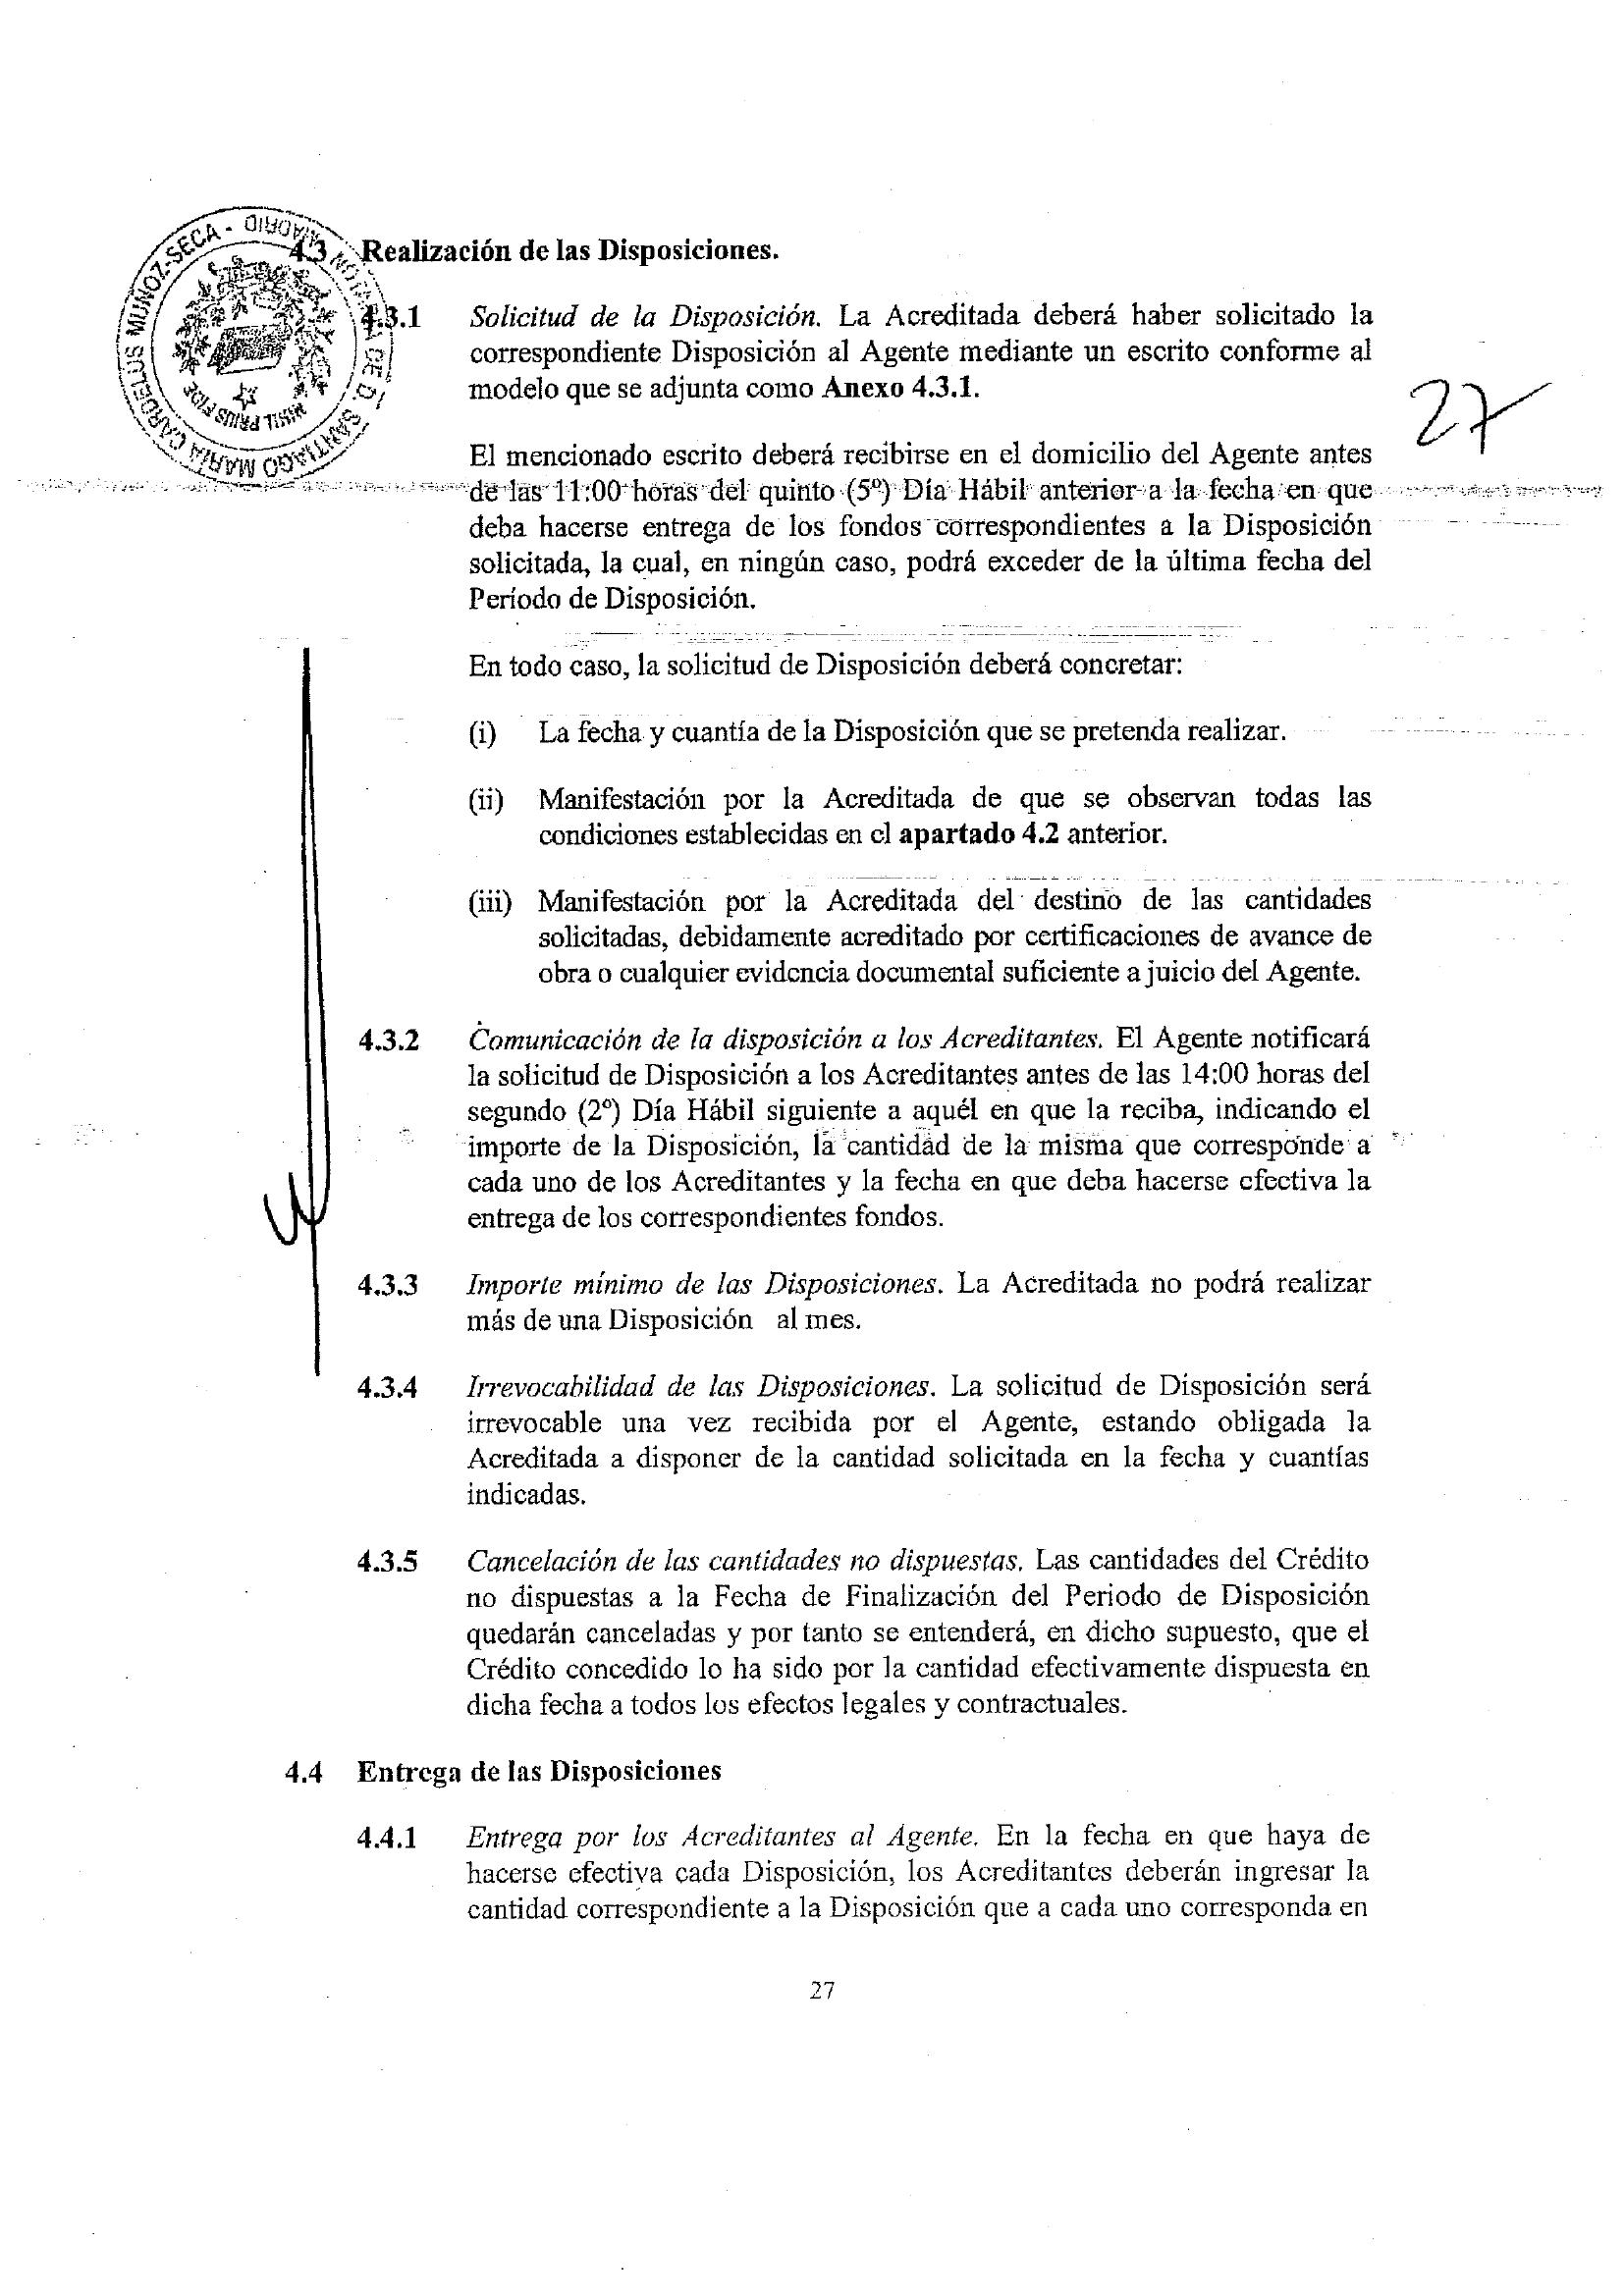 NOTARÍA DE D. SANTIAGO MARÍA CARDELUS MUÑOZ-SECA - MADRID
NIHIL PRIUS FIDE
4.3 Realización de las Disposiciones.
4.3.1 Solicitud de la Disposición. La Acreditada deberá haber solicitado la
correspondiente Disposición al Agente mediante un escrito conforme al
modelo que se adjunta como Anexo 4.3.1.
27
El mencionado escrito deberá recibirse en el domicilio del Agente antes
de las 11:00 horas del quinto (5º) Día Hábil anterior a la fecha en que
deba hacerse entrega de los fondos correspondientes a la Disposición
solicitada, la cual, en ningún caso, podrá exceder de la última fecha del
Período de Disposición.
En todo caso, la solicitud de Disposición deberá concretar:
(i) La fecha y cuantía de la Disposición que se pretenda realizar.
(ii) Manifestación por la Acreditada de que se observan todas las
condiciones establecidas en el apartado 4.2 anterior.
(iii) Manifestación por la Acreditada del destino de las cantidades
solicitadas, debidamente acreditado por certificaciones de avance de
obra o cualquier evidencia documental suficiente a juicio del Agente.
4.3.2 Comunicación de la disposición a los Acreditantes. El Agente notificará
la solicitud de Disposición a los Acreditantes antes de las 14:00 horas del
segundo (2º) Día Hábil siguiente a aquél en que la reciba, indicando el
importe de la Disposición, la cantidad de la misma que corresponde a
cada uno de los Acreditantes y la fecha en que deba hacerse efectiva la
entrega de los correspondientes fondos.
4.3.3 Importe mínimo de las Disposiciones. La Acreditada no podrá realizar
más de una Disposición al mes.
4.3.4 Irrevocabilidad de las Disposiciones. La solicitud de Disposición será
irrevocable una vez recibida por el Agente, estando obligada la
Acreditada a disponer de la cantidad solicitada en la fecha y cuantías
indicadas.
4.3.5 Cancelación de las cantidades no dispuestas. Las cantidades del Crédito
no dispuestas a la Fecha de Finalización del Periodo de Disposición
quedarán canceladas y por tanto se entenderá, en dicho supuesto, que el
Crédito concedido lo ha sido por la cantidad efectivamente dispuesta en
dicha fecha a todos los efectos legales y contractuales.
4.4 Entrega de las Disposiciones
4.4.1 Entrega por los Acreditantes al Agente. En la fecha en que haya de
hacerse efectiva cada Disposición, los Acreditantes deberán ingresar la
cantidad correspondiente a la Disposición que a cada uno corresponda en
27